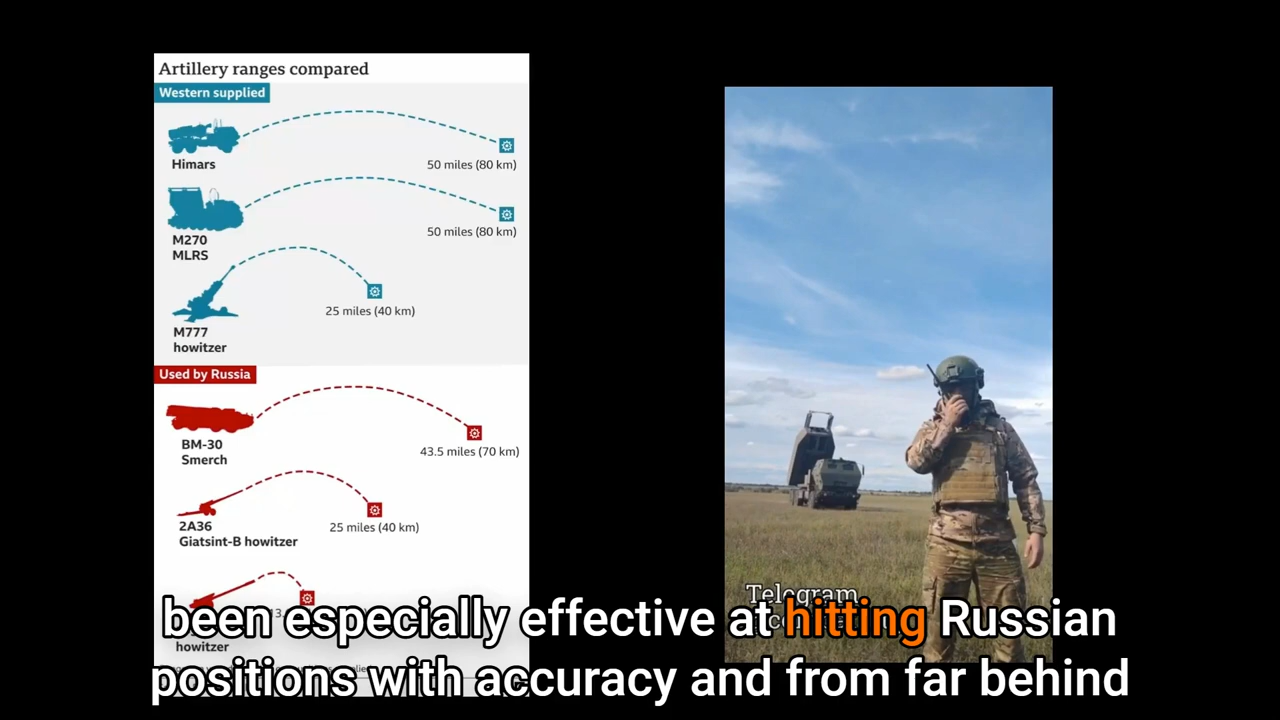 Artillery ranges compared
Western supplied
Himars
50 miles (80 km)
M270
MLRS
50 miles (80 km)
M777
howitzer
25 miles (40 km)
Used by Russia
BM-30
Smerch
43.5 miles (70 km)
2A36
Giatsint-B howitzer
25 miles (40 km)
howitzer
Telegram
been especially effective at hitting Russian
positions with accuracy and from far behind